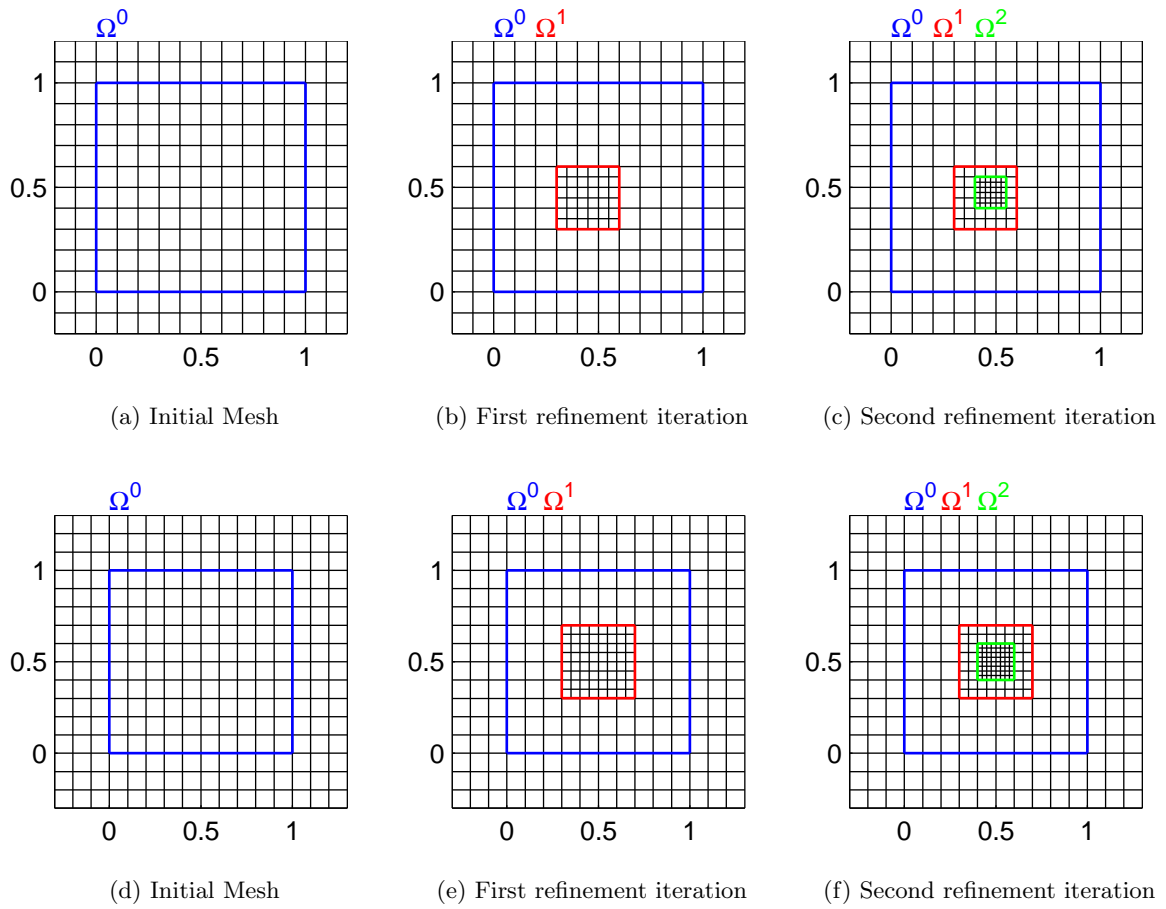 Ω⁰
Ω⁰ Ω¹
Ω⁰ Ω¹ Ω²
1
0.5
0
0 0.5 1
1
0.5
0
0 0.5 1
1
0.5
0
0 0.5 1
(a) Initial Mesh
(b) First refinement iteration
(c) Second refinement iteration
Ω⁰
Ω⁰ Ω¹
Ω⁰ Ω¹ Ω²
1
0.5
0
0 0.5 1
1
0.5
0
0 0.5 1
1
0.5
0
0 0.5 1
(d) Initial Mesh
(e) First refinement iteration
(f) Second refinement iteration